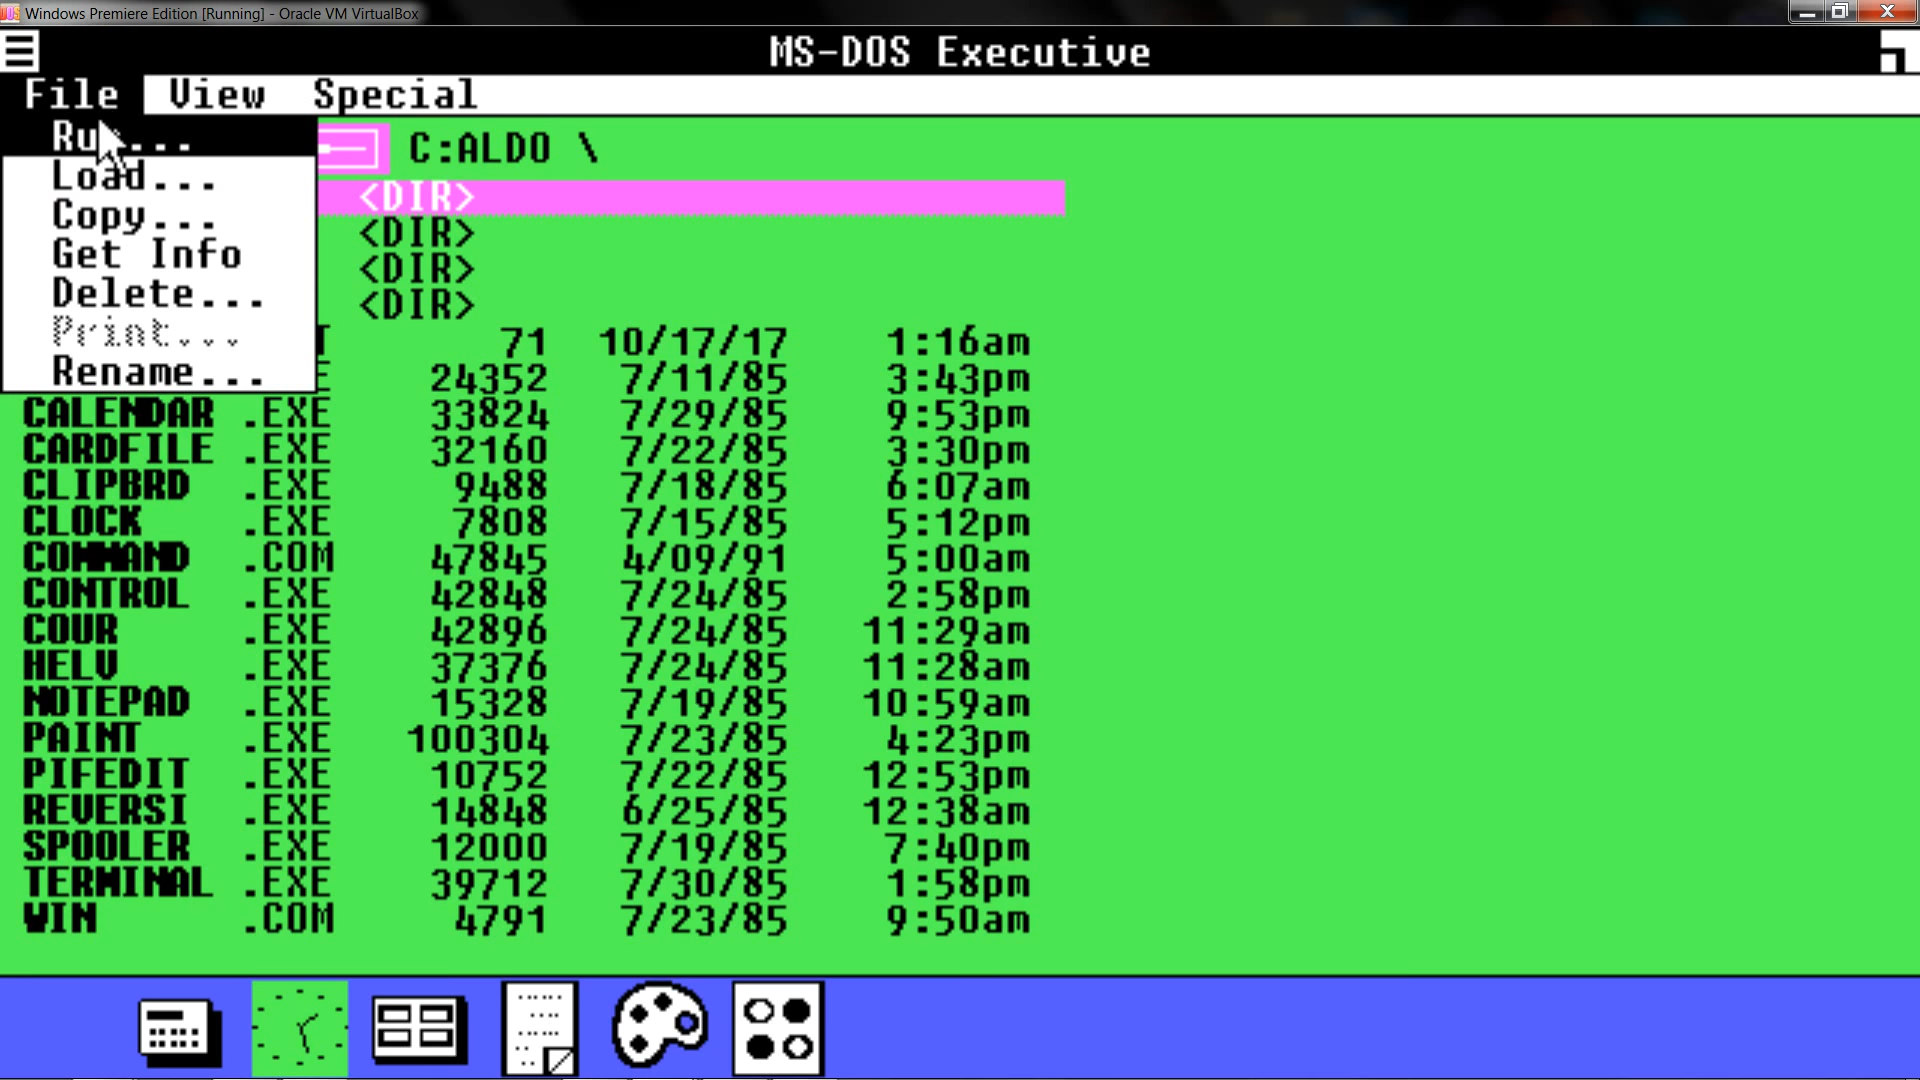 Windows Premiere Edition [Running] - Oracle VM VirtualBox
MS-DOS Executive
File View Special
Load...
Copy...
Get Info
Delete...
Print...
Rename...
C:ALDO \
<DIR>
<DIR>
<DIR>
<DIR>
71 10/17/17 1:16am
24352 7/11/85 3:43pm
CALENDAR .EXE 33824 7/29/85 9:53pm
CARDFILE .EXE 32160 7/22/85 3:30pm
CLIPBRD .EXE 9488 7/18/85 6:07am
CLOCK .EXE 7808 7/15/85 5:12pm
COMMAND .COM 47845 4/09/91 5:00am
CONTROL .EXE 42848 7/24/85 2:58pm
COUR .EXE 42896 7/24/85 11:29am
HELV .EXE 37376 7/24/85 11:28am
NOTEPAD .EXE 15328 7/19/85 10:59am
PAINT .EXE 100304 7/23/85 4:23pm
PIFEDIT .EXE 10752 7/22/85 12:53pm
REVERSI .EXE 14848 6/25/85 12:38am
SPOOLER .EXE 12000 7/19/85 7:40pm
TERMINAL .EXE 39712 7/30/85 1:58pm
WIN .COM 4791 7/23/85 9:50am